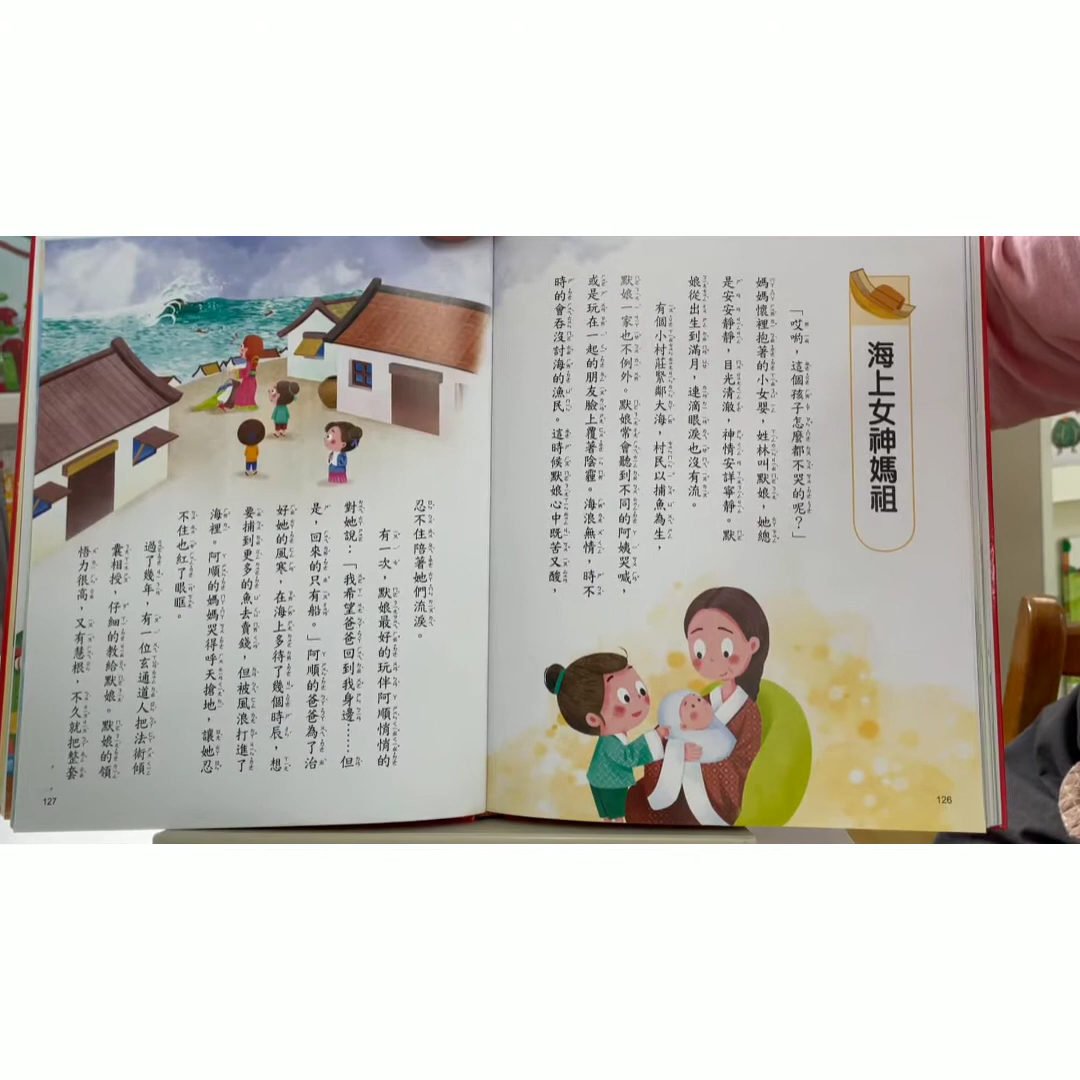 海上女神媽祖
「哎喲，這個孩子怎麼都不哭的呢？」
媽媽懷裡抱著的小女嬰，姓林叫默娘，她總
是安安靜靜，目光清澈，神情安詳寧靜。默
娘從出生到滿月，連滴眼淚也沒有流。
有個小村莊緊鄰大海，村民以捕魚為生，
默娘一家也不例外。默娘常會聽到不同的阿姨哭喊，
或是玩在一起的朋友臉上覆著陰霾。海浪無情，時不
時的會吞沒討海的漁民。這時候默娘心中既苦又酸，
126
忍不住陪著她們流淚。
有一次，默娘最好的玩伴阿順悄悄的
對她說：「我希望爸爸回到我身邊……但
是，回來的只有船。」阿順的爸爸為了治
好她的風寒，在海上多待了幾個時辰，想
要捕到更多的魚去賣錢，但被風浪打進了
海裡。阿順的媽媽哭得呼天搶地，讓她忍
不住也紅了眼眶。
過了幾年，有一位玄通道人把法術傾
囊相授，仔細的教給默娘。默娘的領
悟力很高，又有慧根，不久就把整套
127